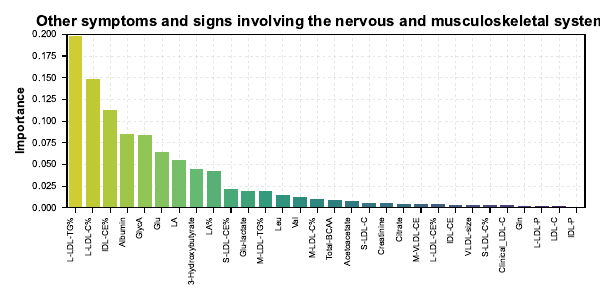 Other symptoms and signs involving the nervous and musculoskeletal system
Importance
0.200
0.175
0.150
0.125
0.100
0.075
0.050
0.025
0.000
L-LDL-TG%
L-LDL-C%
IDL-CE%
Albumin
GlycA
Glu
LA
3-Hydroxybutyrate
LA%
S-LDL-CE%
Glu-lactate
M-LDL-TG%
Leu
Val
M-LDL-C%
Total-BCAA
Acetoacetate
S-LDL-C
Creatinine
Citrate
M-VLDL-CE
L-LDL-CE%
IDL-CE
VLDL-size
S-LDL-C%
Clinical_LDL-C
Gln
L-LDL-P
LDL-C
IDL-P